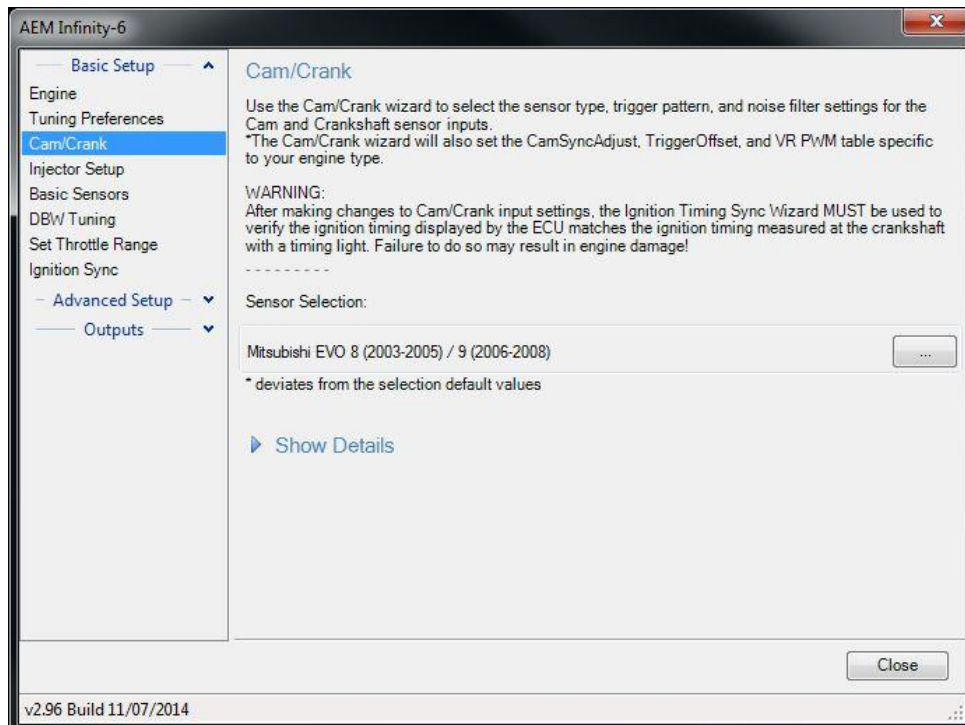 AEM Infinity-6
Basic Setup
Engine
Tuning Preferences
Cam/Crank
Injector Setup
Basic Sensors
DBW Tuning
Set Throttle Range
Ignition Sync
Advanced Setup
Outputs
Cam/Crank
Use the Cam/Crank wizard to select the sensor type, trigger pattern, and noise filter settings for the
Cam and Crankshaft sensor inputs.
*The Cam/Crank wizard will also set the CamSyncAdjust, TriggerOffset, and VR PWM table specific
to your engine type.
WARNING:
After making changes to Cam/Crank input settings, the Ignition Timing Sync Wizard MUST be used to
verify the ignition timing displayed by the ECU matches the ignition timing measured at the crankshaft
with a timing light. Failure to do so may result in engine damage!
- - - - - - - - -
Sensor Selection:
Mitsubishi EVO 8 (2003-2005) / 9 (2006-2008)
...
* deviates from the selection default values
Show Details
Close
v2.96 Build 11/07/2014